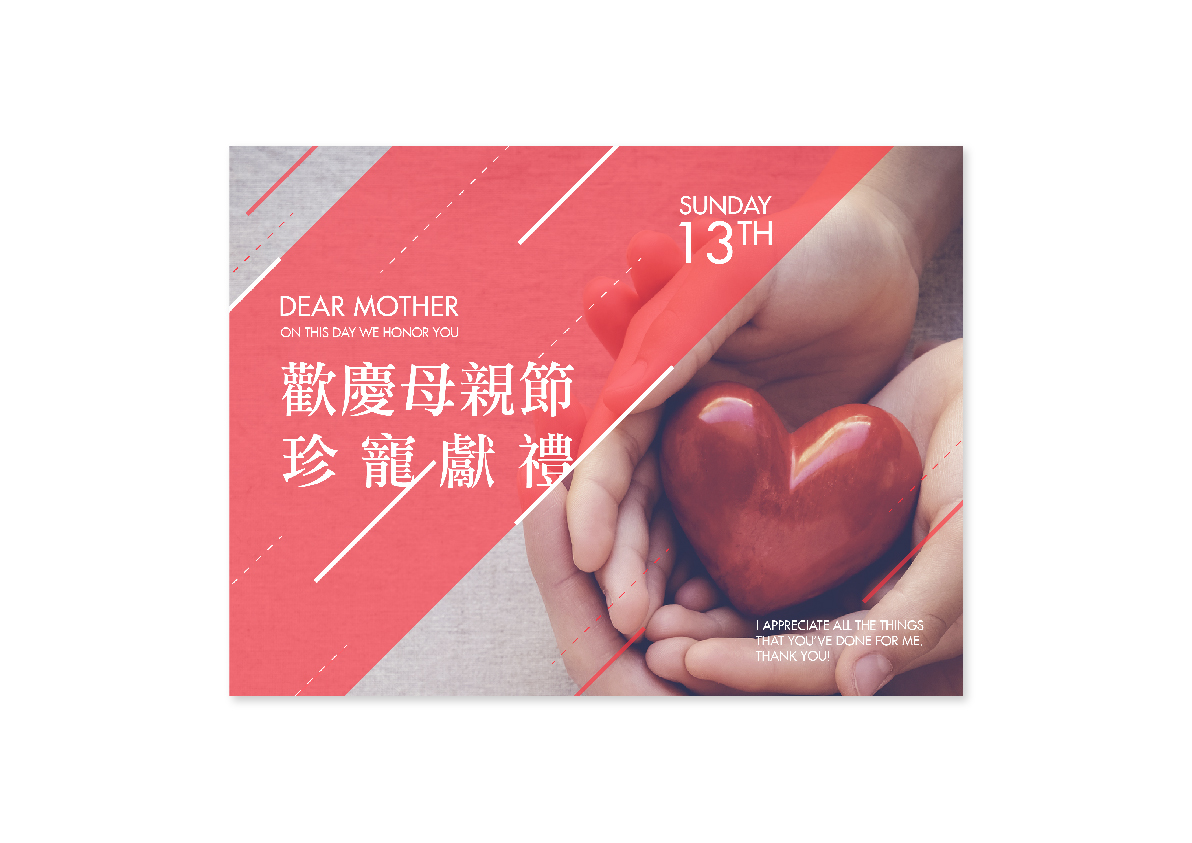 SUNDAY
13TH
DEAR MOTHER
ON THIS DAY WE HONOR YOU
歡慶母親節
珍寵獻禮
I APPRECIATE ALL THE THINGS
THAT YOU'VE DONE FOR ME,
THANK YOU!